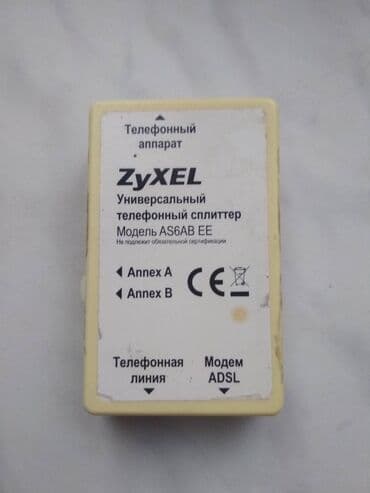 Телефонный
аппарат
ZyXEL
Универсальный
телефонный сплиттер
Модель AS6AB EE
Не подлежит обязательной сертификации
Annex A
Annex B
CE
Телефонная
линия
Модем
ADSL